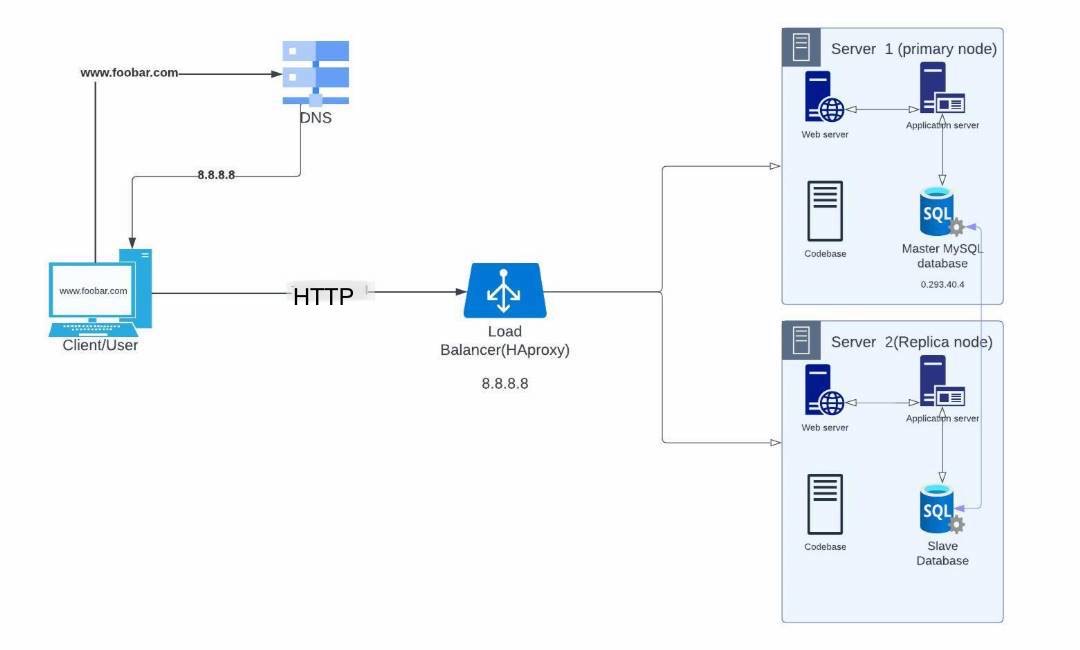 www.foobar.com
DNS
8.8.8.8
www.foobar.com
Client/User
HTTP
Load
Balancer(HAproxy)
8.8.8.8
Server 1 (primary node)
Web server
Application server
SQL
Codebase
Master MySQL
database
0.293.40.4
Server 2(Replica node)
Web server
Application server
SQL
Codebase
Slave
Database